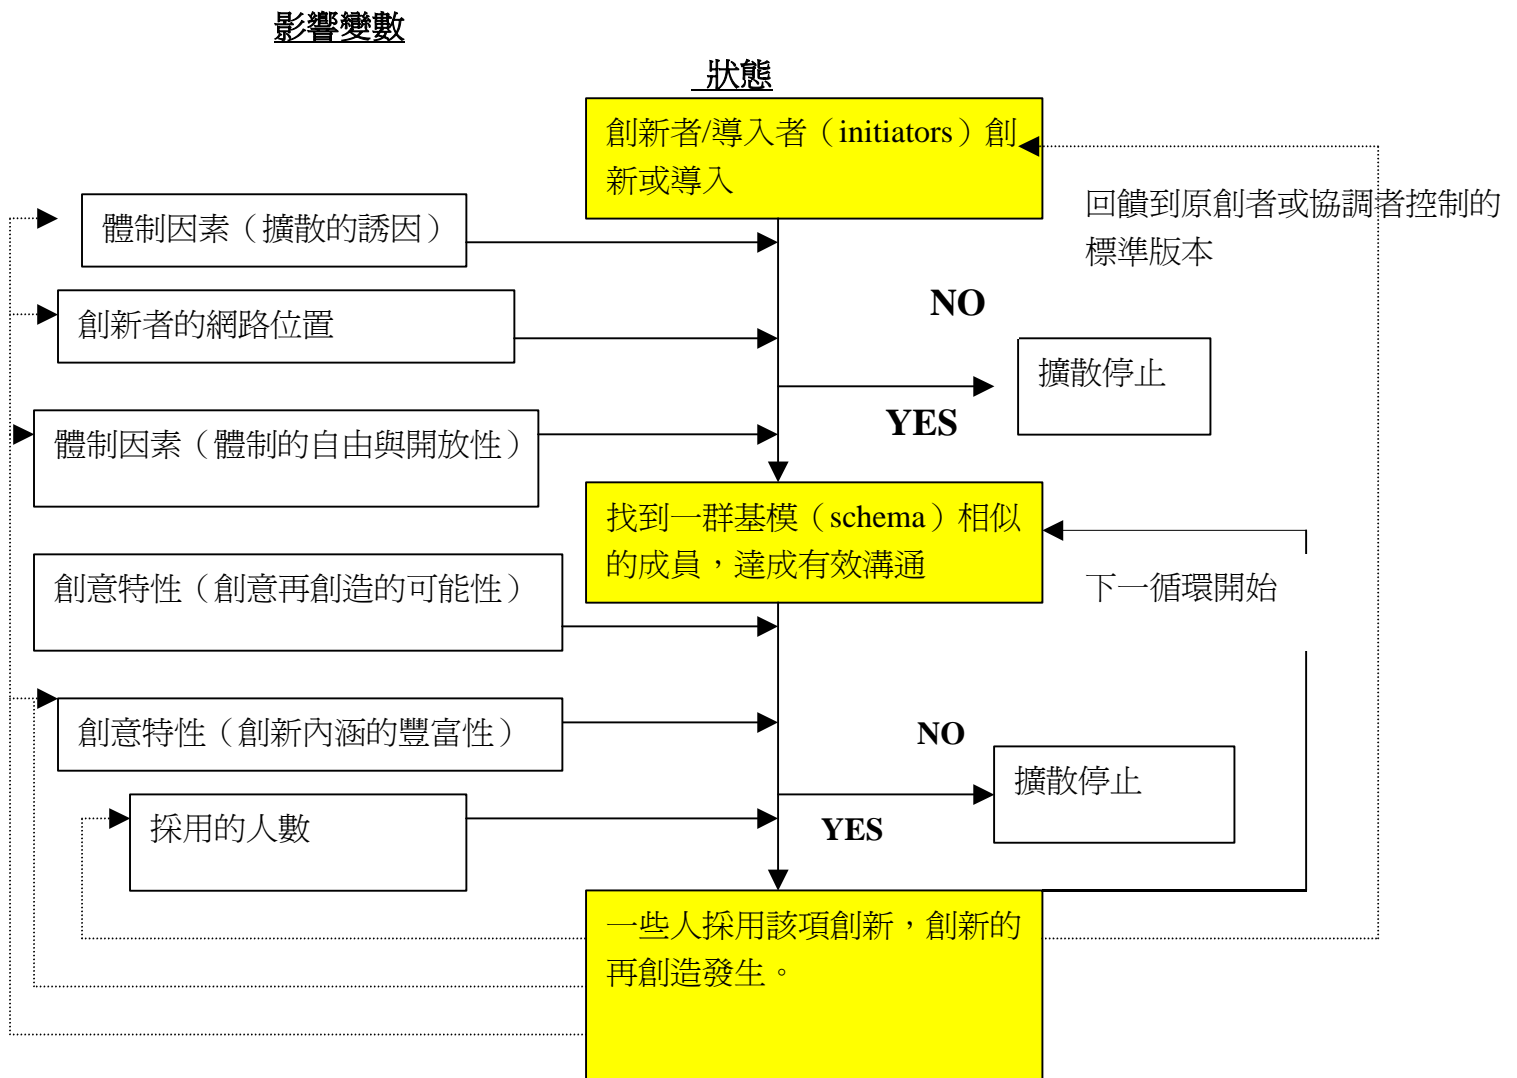 影響變數
狀態
創新者/導入者（initiators）創
新或導入
回饋到原創者或協調者控制的
標準版本
體制因素（擴散的誘因）
創新者的網路位置
NO
擴散停止
YES
體制因素（體制的自由與開放性）
找到一群基模（schema）相似
的成員，達成有效溝通
創意特性（創意再創造的可能性）
下一循環開始
創意特性（創新內涵的豐富性）
NO
擴散停止
採用的人數
YES
一些人採用該項創新，創新的
再創造發生。